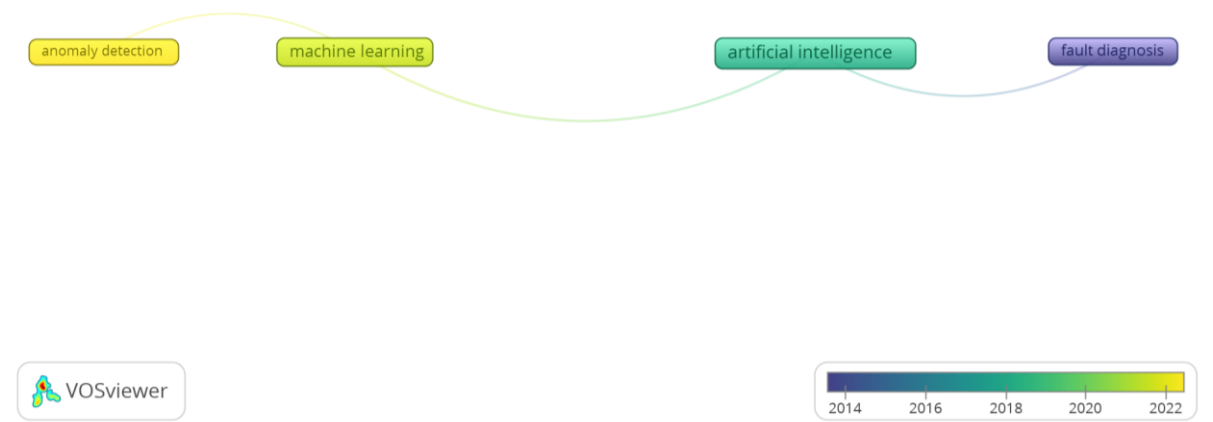 anomaly detection
machine learning
artificial intelligence
fault diagnosis
VOSviewer
2014 2016 2018 2020 2022